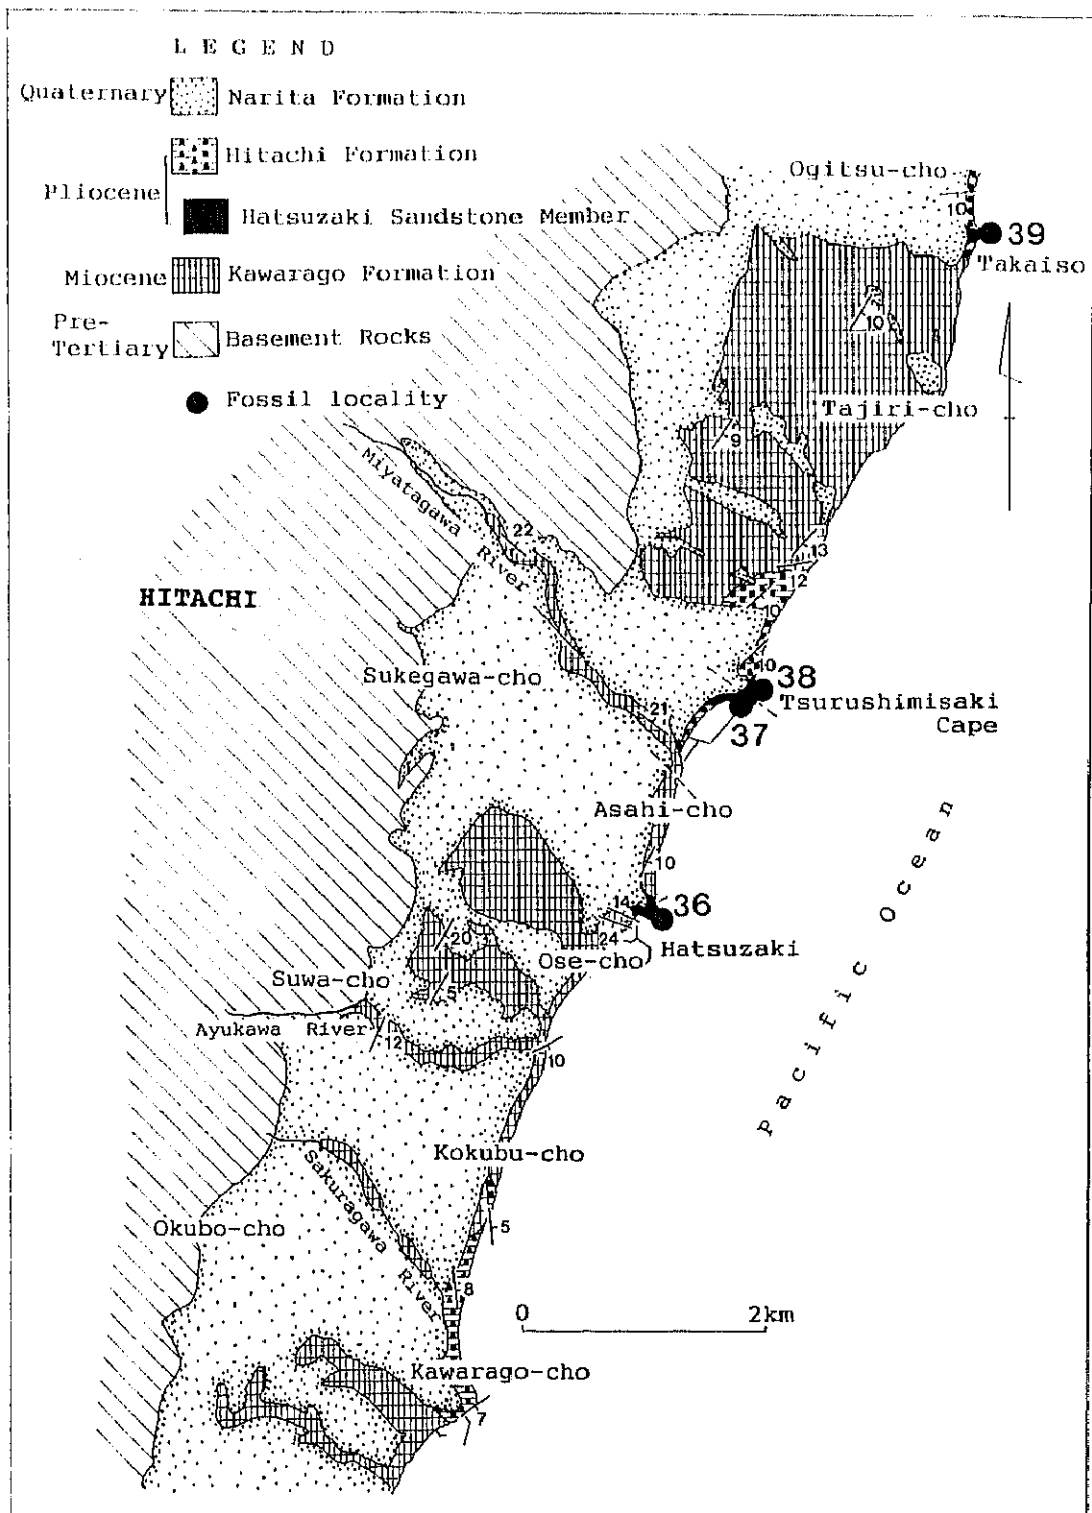 LEGEND
Quaternary Narita Formation
Hitachi Formation
Pliocene
Hatsuzaki Sandstone Member
Miocene Kawarago Formation
Pre-
Tertiary Basement Rocks
Fossil locality
Ogitsu-cho
10
39
Takaiso
10
Tajiri-cho
9
Miyatagawa River
22
13
12
HITACHI
10
Sukegawa-cho
10
38
Tsurushimisaki
Cape
21
37
Asahi-cho
10
Pacific Ocean
14
36
20
24
Hatsuzaki
Ose-cho
Suwa-cho
5
Ayukawa River
12
10
Kokubu-cho
Sakuragawa River
Okubo-cho
5
8
0 2km
Kawarago-cho
7